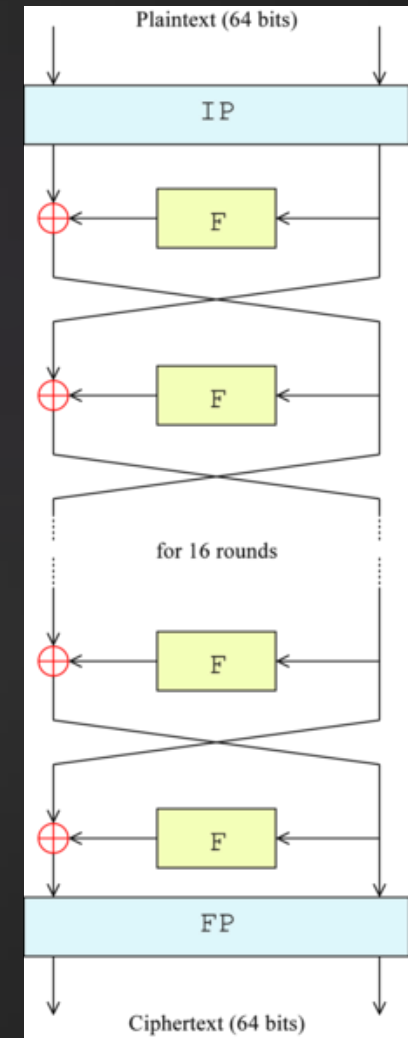 Plaintext (64 bits)
IP
F
F
for 16 rounds
F
F
FP
Ciphertext (64 bits)